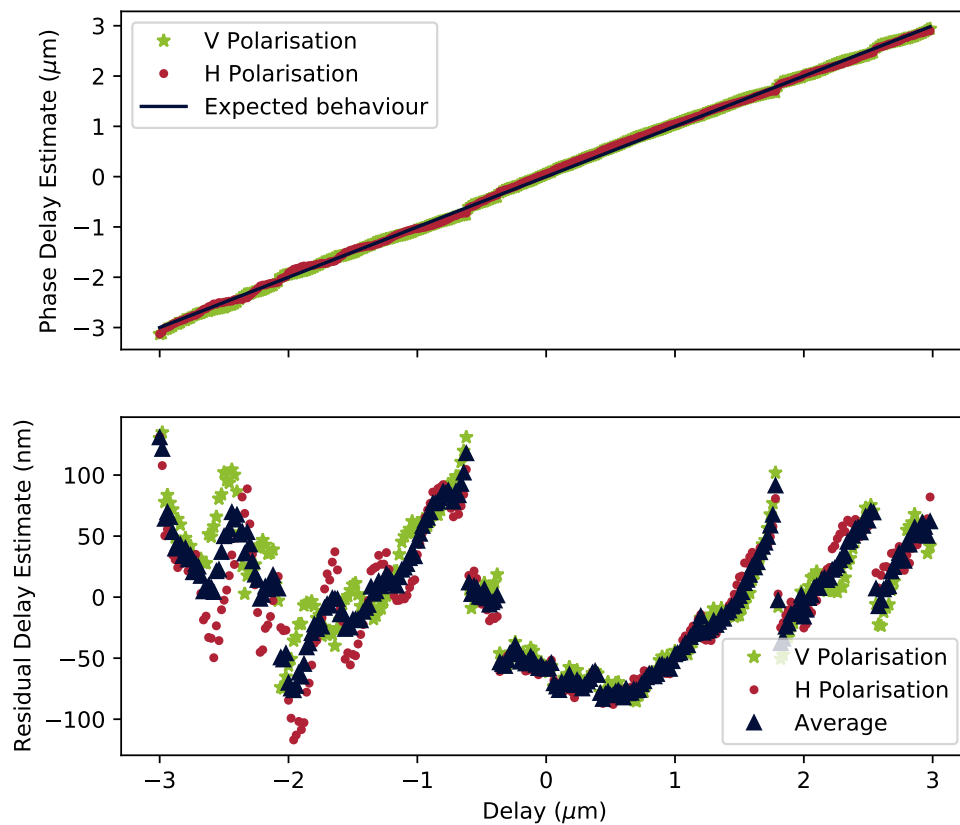 Phase Delay Estimate (μm)
3
2
1
0
−1
−2
−3
V Polarisation
H Polarisation
Expected behaviour
Residual Delay Estimate (nm)
100
50
0
−50
−100
V Polarisation
H Polarisation
Average
−3 −2 −1 0 1 2 3
Delay (μm)